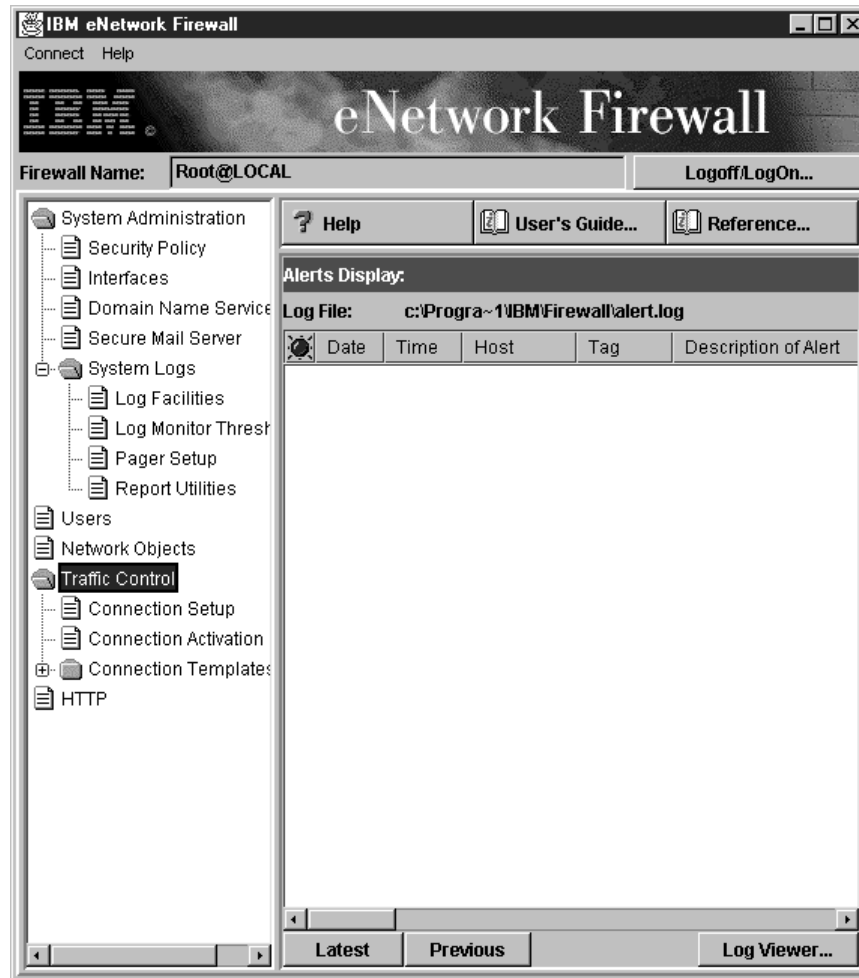 IBM eNetwork Firewall
Connect Help
IBM
eNetwork Firewall
Firewall Name: Root@LOCAL Logoff/LogOn...
System Administration
Security Policy
Interfaces
Domain Name Service
Secure Mail Server
System Logs
Log Facilities
Log Monitor Thresh
Pager Setup
Report Utilities
Users
Network Objects
Traffic Control
Connection Setup
Connection Activation
Connection Templates
HTTP
? Help User's Guide... Reference...
Alerts Display:
Log File: c:\Progra~1\IBM\Firewall\alert.log
Date Time Host Tag Description of Alert
Latest Previous Log Viewer...